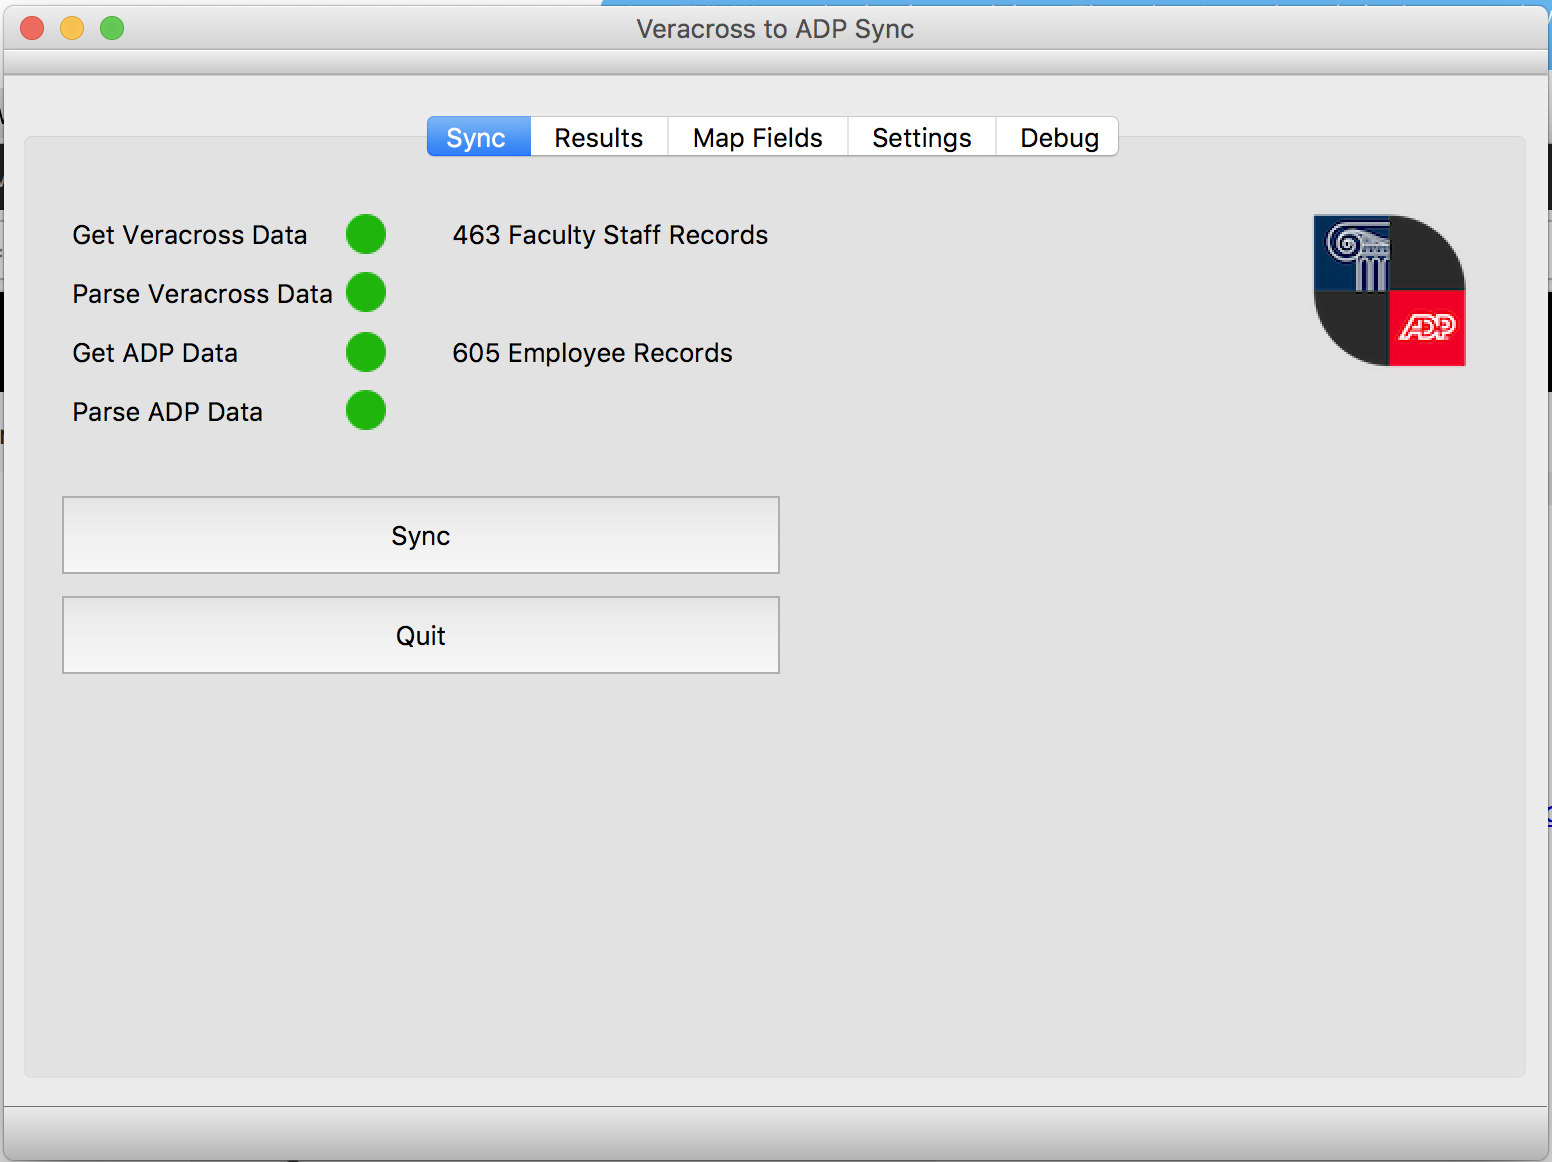 Veracross to ADP Sync
Sync Results Map Fields Settings Debug
Get Veracross Data 463 Faculty Staff Records
Parse Veracross Data
Get ADP Data 605 Employee Records
Parse ADP Data
ADP
Sync
Quit